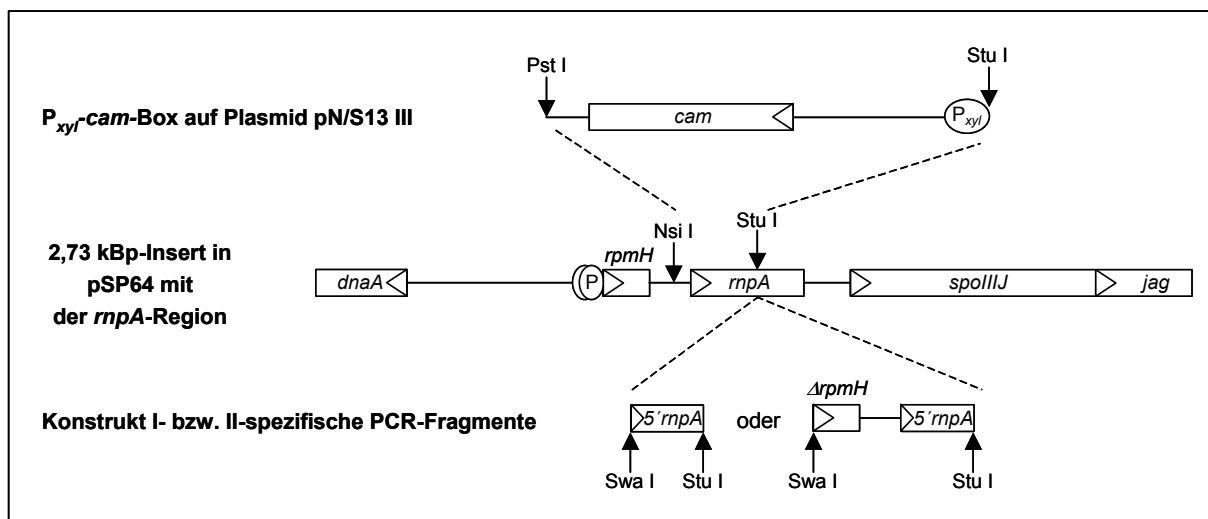 Pst I
Stu I
P_xyl-cam-Box auf Plasmid pN/S13 III
cam
P_xyl
Nsi I
Stu I
rpmH
2,73 kBp-Insert in
pSP64 mit
der rnpA-Region
dnaA
P
rnpA
spoIIIJ
jag
ΔrpmH
Konstrukt I- bzw. II-spezifische PCR-Fragmente
5´rnpA
oder
5´rnpA
Swa I
Stu I
Swa I
Stu I